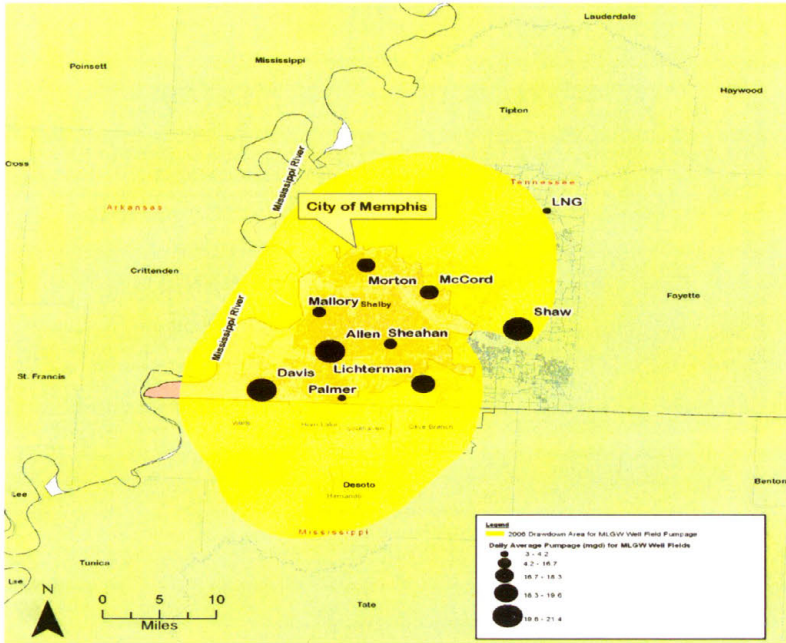 Lauderdale
Poinsett
Mississippi
Haywood
Tipton
Cross
Mississippi River
Tennessee
Arkansas
LNG
City of Memphis
Crittenden
Morton
McCord
Mallory
Shelby
Fayette
Shaw
Allen
Sheahan
Mississippi River
St. Francis
Davis
Lichterman
Palmer
Walls
Horn Lake
Southaven
Olive Branch
Desoto
Hernando
Benton
Lee
Mississippi
Tunica
Lee
Tate
N
0 5 10
Miles
Legend
2006 Drawdown Area for MLGW Well Field Pumpage
Daily Average Pumpage (mgd) for MLGW Well Fields
.3 - 4.2
4.2 - 16.7
16.7 - 18.3
18.3 - 19.6
19.6 - 21.4